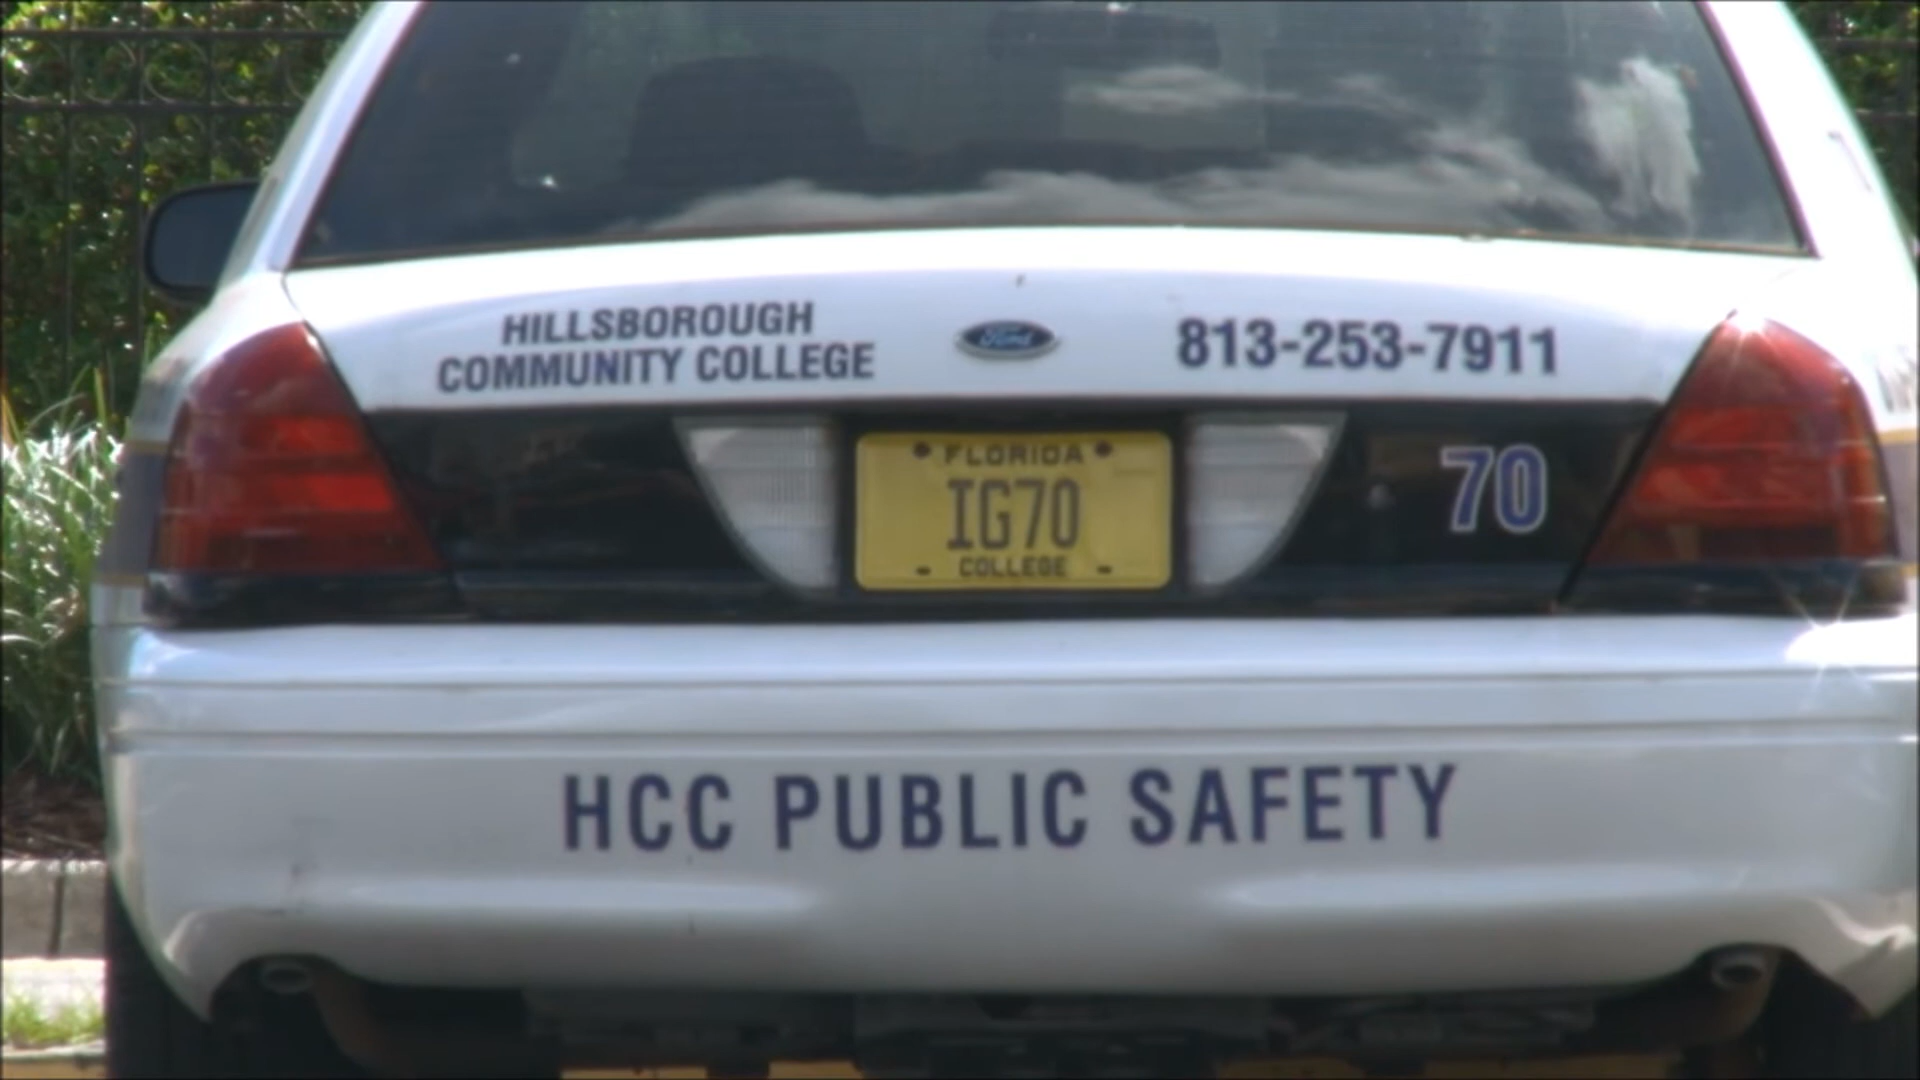 HILLSBOROUGH
COMMUNITY COLLEGE
Ford
813-253-7911
FLORIDA
IG70
COLLEGE
70
HCC PUBLIC SAFETY